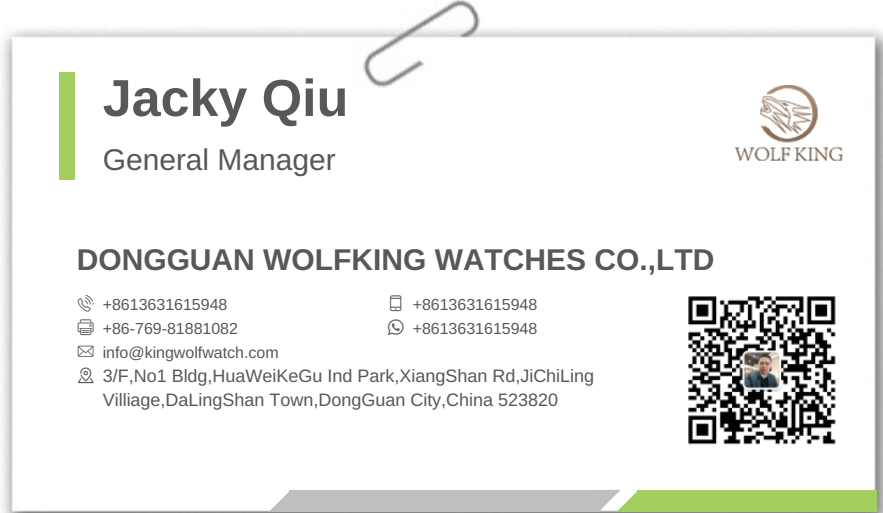 Jacky Qiu
General Manager
WOLF KING
DONGGUAN WOLFKING WATCHES CO.,LTD
+8613631615948
+8613631615948
+86-769-81881082
+8613631615948
info@kingwolfwatch.com
3/F,No1 Bldg,HuaWeiKeGu Ind Park,XiangShan Rd,JiChiLing
Villiage,DaLingShan Town,DongGuan City,China 523820